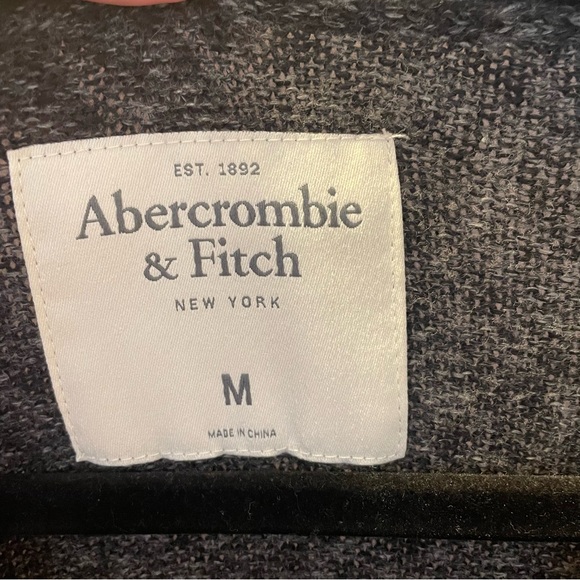 EST. 1892
Abercrombie
& Fitch
NEW YORK
M
MADE IN CHINA